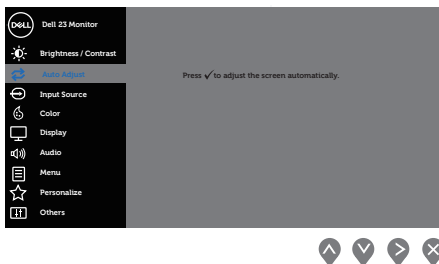 DELL
Dell 23 Monitor
Brightness / Contrast
Auto Adjust
Press ✓ to adjust the screen automatically.
Input Source
Color
Display
Audio
Menu
Personalize
Others